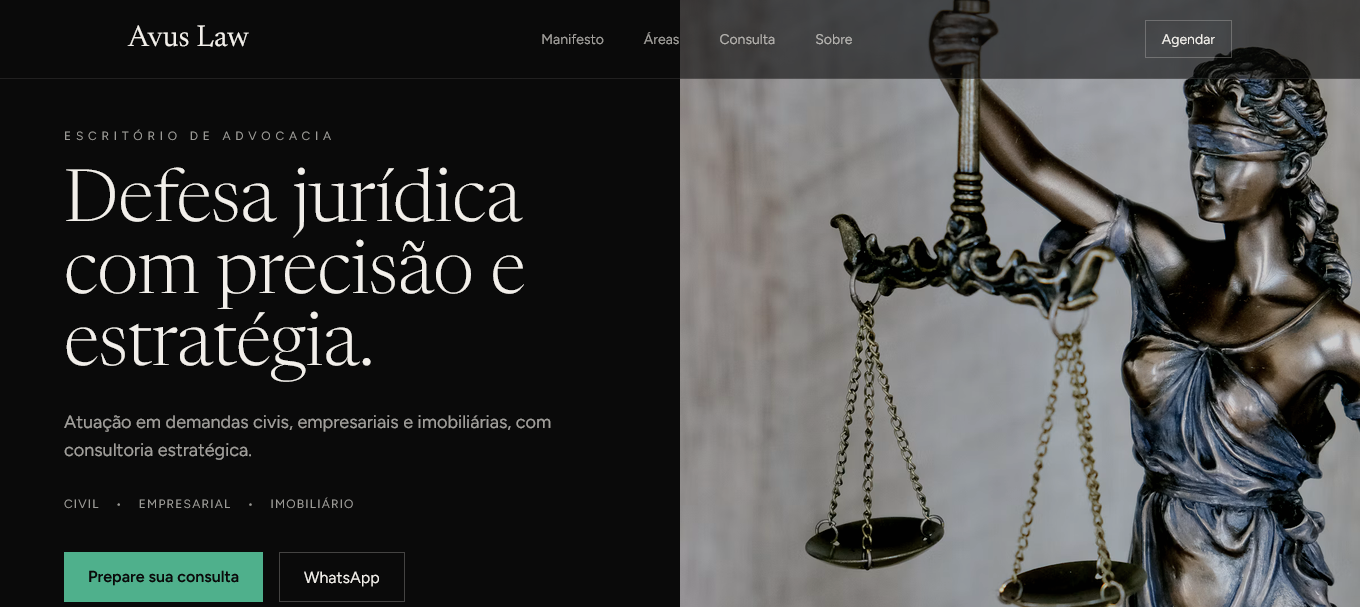 Avus Law
Manifesto
Áreas
Consulta
Sobre
Agendar
ESCRITÓRIO DE ADVOCACIA
Defesa jurídica
com precisão e
estratégia.
Atuação em demandas civis, empresariais e imobiliárias, com
consultoria estratégica.
CIVIL • EMPRESARIAL • IMOBILIÁRIO
Prepare sua consulta
WhatsApp